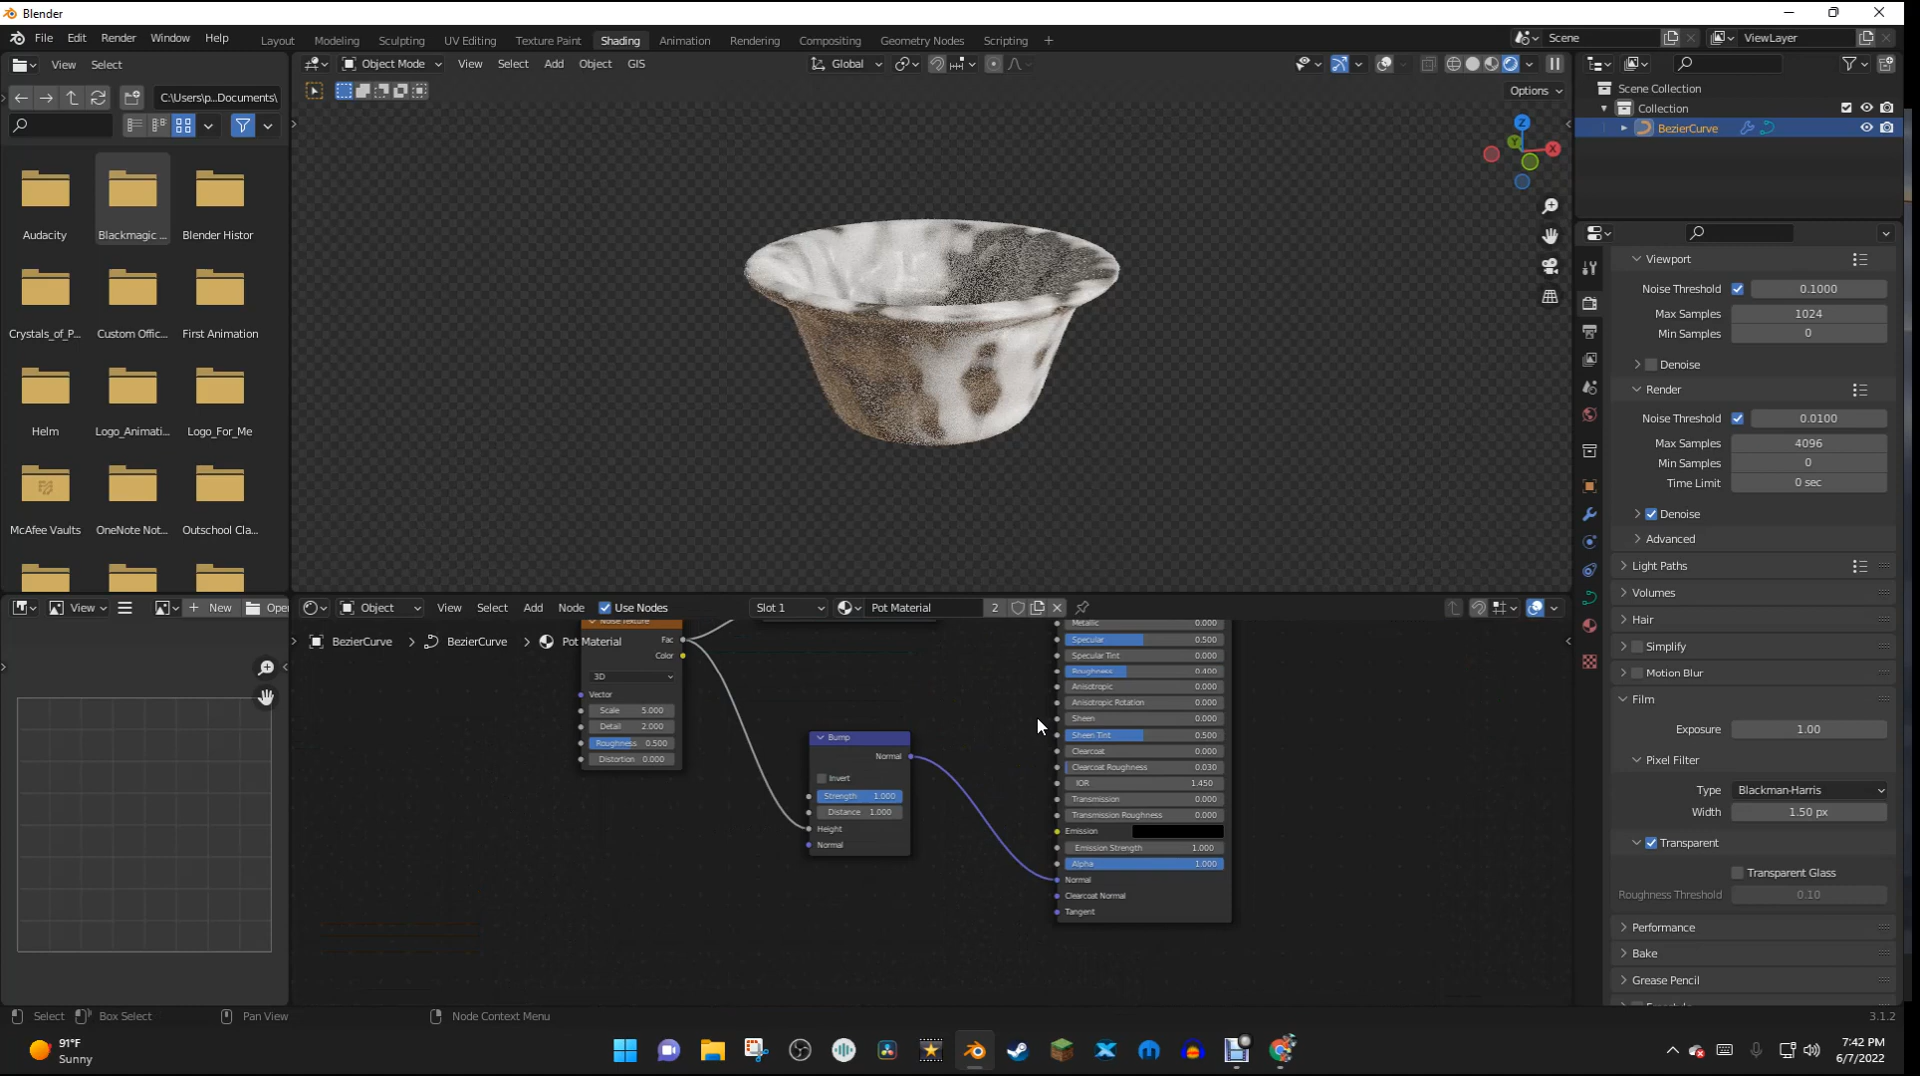 Blender
File Edit Render Window Help
Layout Modeling Sculpting UV Editing Texture Paint Shading Animation Rendering Compositing Geometry Nodes Scripting +
Scene ViewLayer
View Select
Object Mode View Select Add Object GIS
Global
C:\Users\p...Documents\
Options
Audacity Blackmagic ... Blender Histor
Crystals_of_P... Custom Offic... First Animation
Helm Logo_Animati... Logo_For_Me
McAfee Vaults OneNote Not... Outschool Cla...
Z
Y
X
Scene Collection
Collection
BezierCurve
Viewport
Noise Threshold 0.1000
Max Samples 1024
Min Samples 0
Denoise
Render
Noise Threshold 0.0100
Max Samples 4096
Min Samples 0
Time Limit 0 sec
Denoise
Advanced
Light Paths
Volumes
Hair
Simplify
Motion Blur
Film
Exposure 1.00
Pixel Filter
Type Blackman-Harris
Width 1.50 px
Transparent
Transparent Glass
Roughness Threshold 0.10
Performance
Bake
Grease Pencil
View + New Open
Object View Select Add Node Use Nodes Slot 1 Pot Material 2
BezierCurve > BezierCurve > Pot Material
Noise Texture
Fac
Color
3D
Vector
Scale 5.000
Detail 2.000
Roughness 0.500
Distortion 0.000
Bump
Normal
Invert
Strength 1.000
Distance 1.000
Height
Normal
Metallic 0.000
Specular 0.500
Specular Tint 0.000
Roughness 0.400
Anisotropic 0.000
Anisotropic Rotation 0.000
Sheen 0.000
Sheen Tint 0.500
Clearcoat 0.000
Clearcoat Roughness 0.030
IOR 1.450
Transmission 0.000
Transmission Roughness 0.000
Emission
Emission Strength 1.000
Alpha 1.000
Normal
Clearcoat Normal
Tangent
Select Box Select Pan View Node Context Menu 3.1.2
91°F
Sunny
7:42 PM
6/7/2022